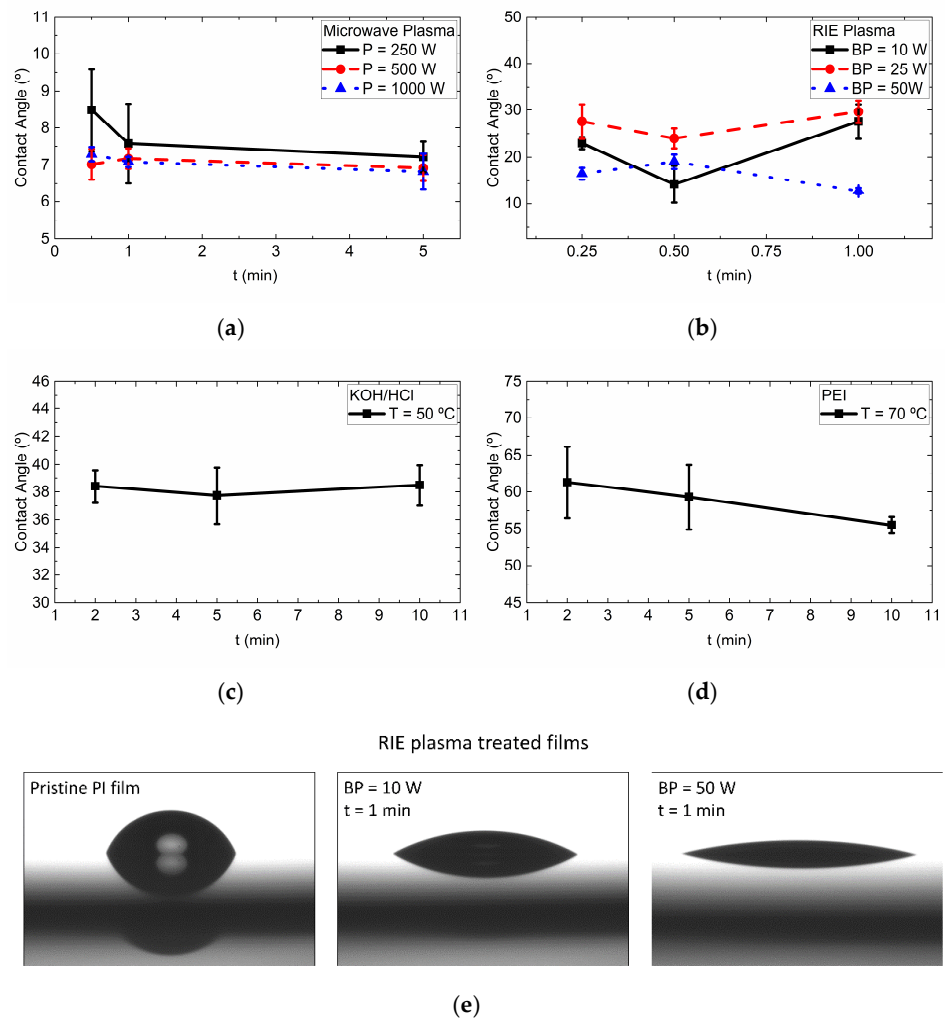 11
10
9
8
7
6
5
Contact Angle (º)
0
1
2
3
4
5
t (min)
Microwave Plasma
P = 250 W
P = 500 W
P = 1000 W
(a)
50
40
30
20
10
Contact Angle (º)
0.25
0.50
0.75
1.00
t (min)
RIE Plasma
BP = 10 W
BP = 25 W
BP = 50W
(b)
46
44
42
40
38
36
34
32
30
Contact Angle (º)
1 2 3 4 5 6 7 8 9 10 11
t (min)
KOH/HCl
T = 50 ºC
(c)
75
70
65
60
55
50
45
Contact Angle (º)
1 2 3 4 5 6 7 8 9 10 11
t (min)
PEI
T = 70 ºC
(d)
RIE plasma treated films
Pristine PI film
BP = 10 W
t = 1 min
BP = 50 W
t = 1 min
(e)